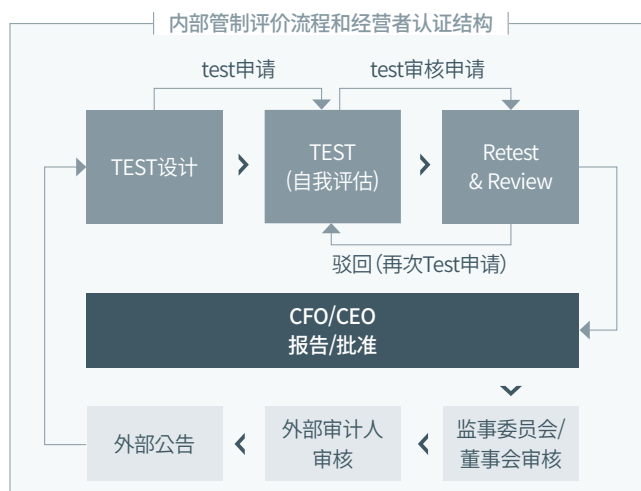 内部管制评价流程和经营者认证结构
test申请
test审核申请
TEST设计
TEST
(自我评估)
Retest
& Review
驳回 (再次Test申请)
CFO/CEO
报告/批准
外部公告
外部审计人
审核
监事委员会/
董事会审核